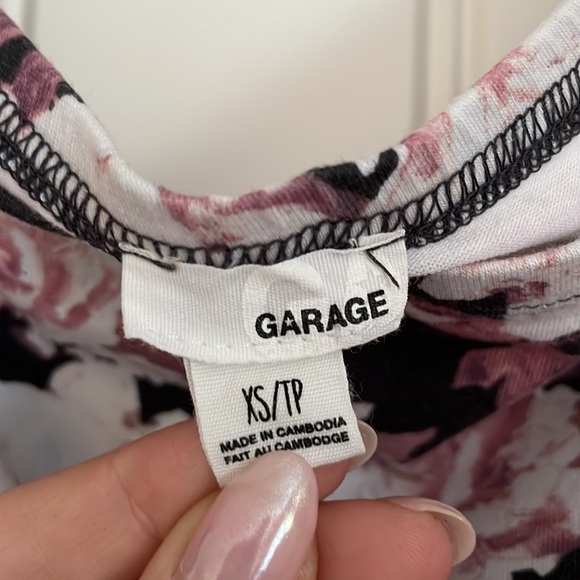 GARAGE
XS/TP
MADE IN CAMBODIA
FAIT AU CAMBODGE